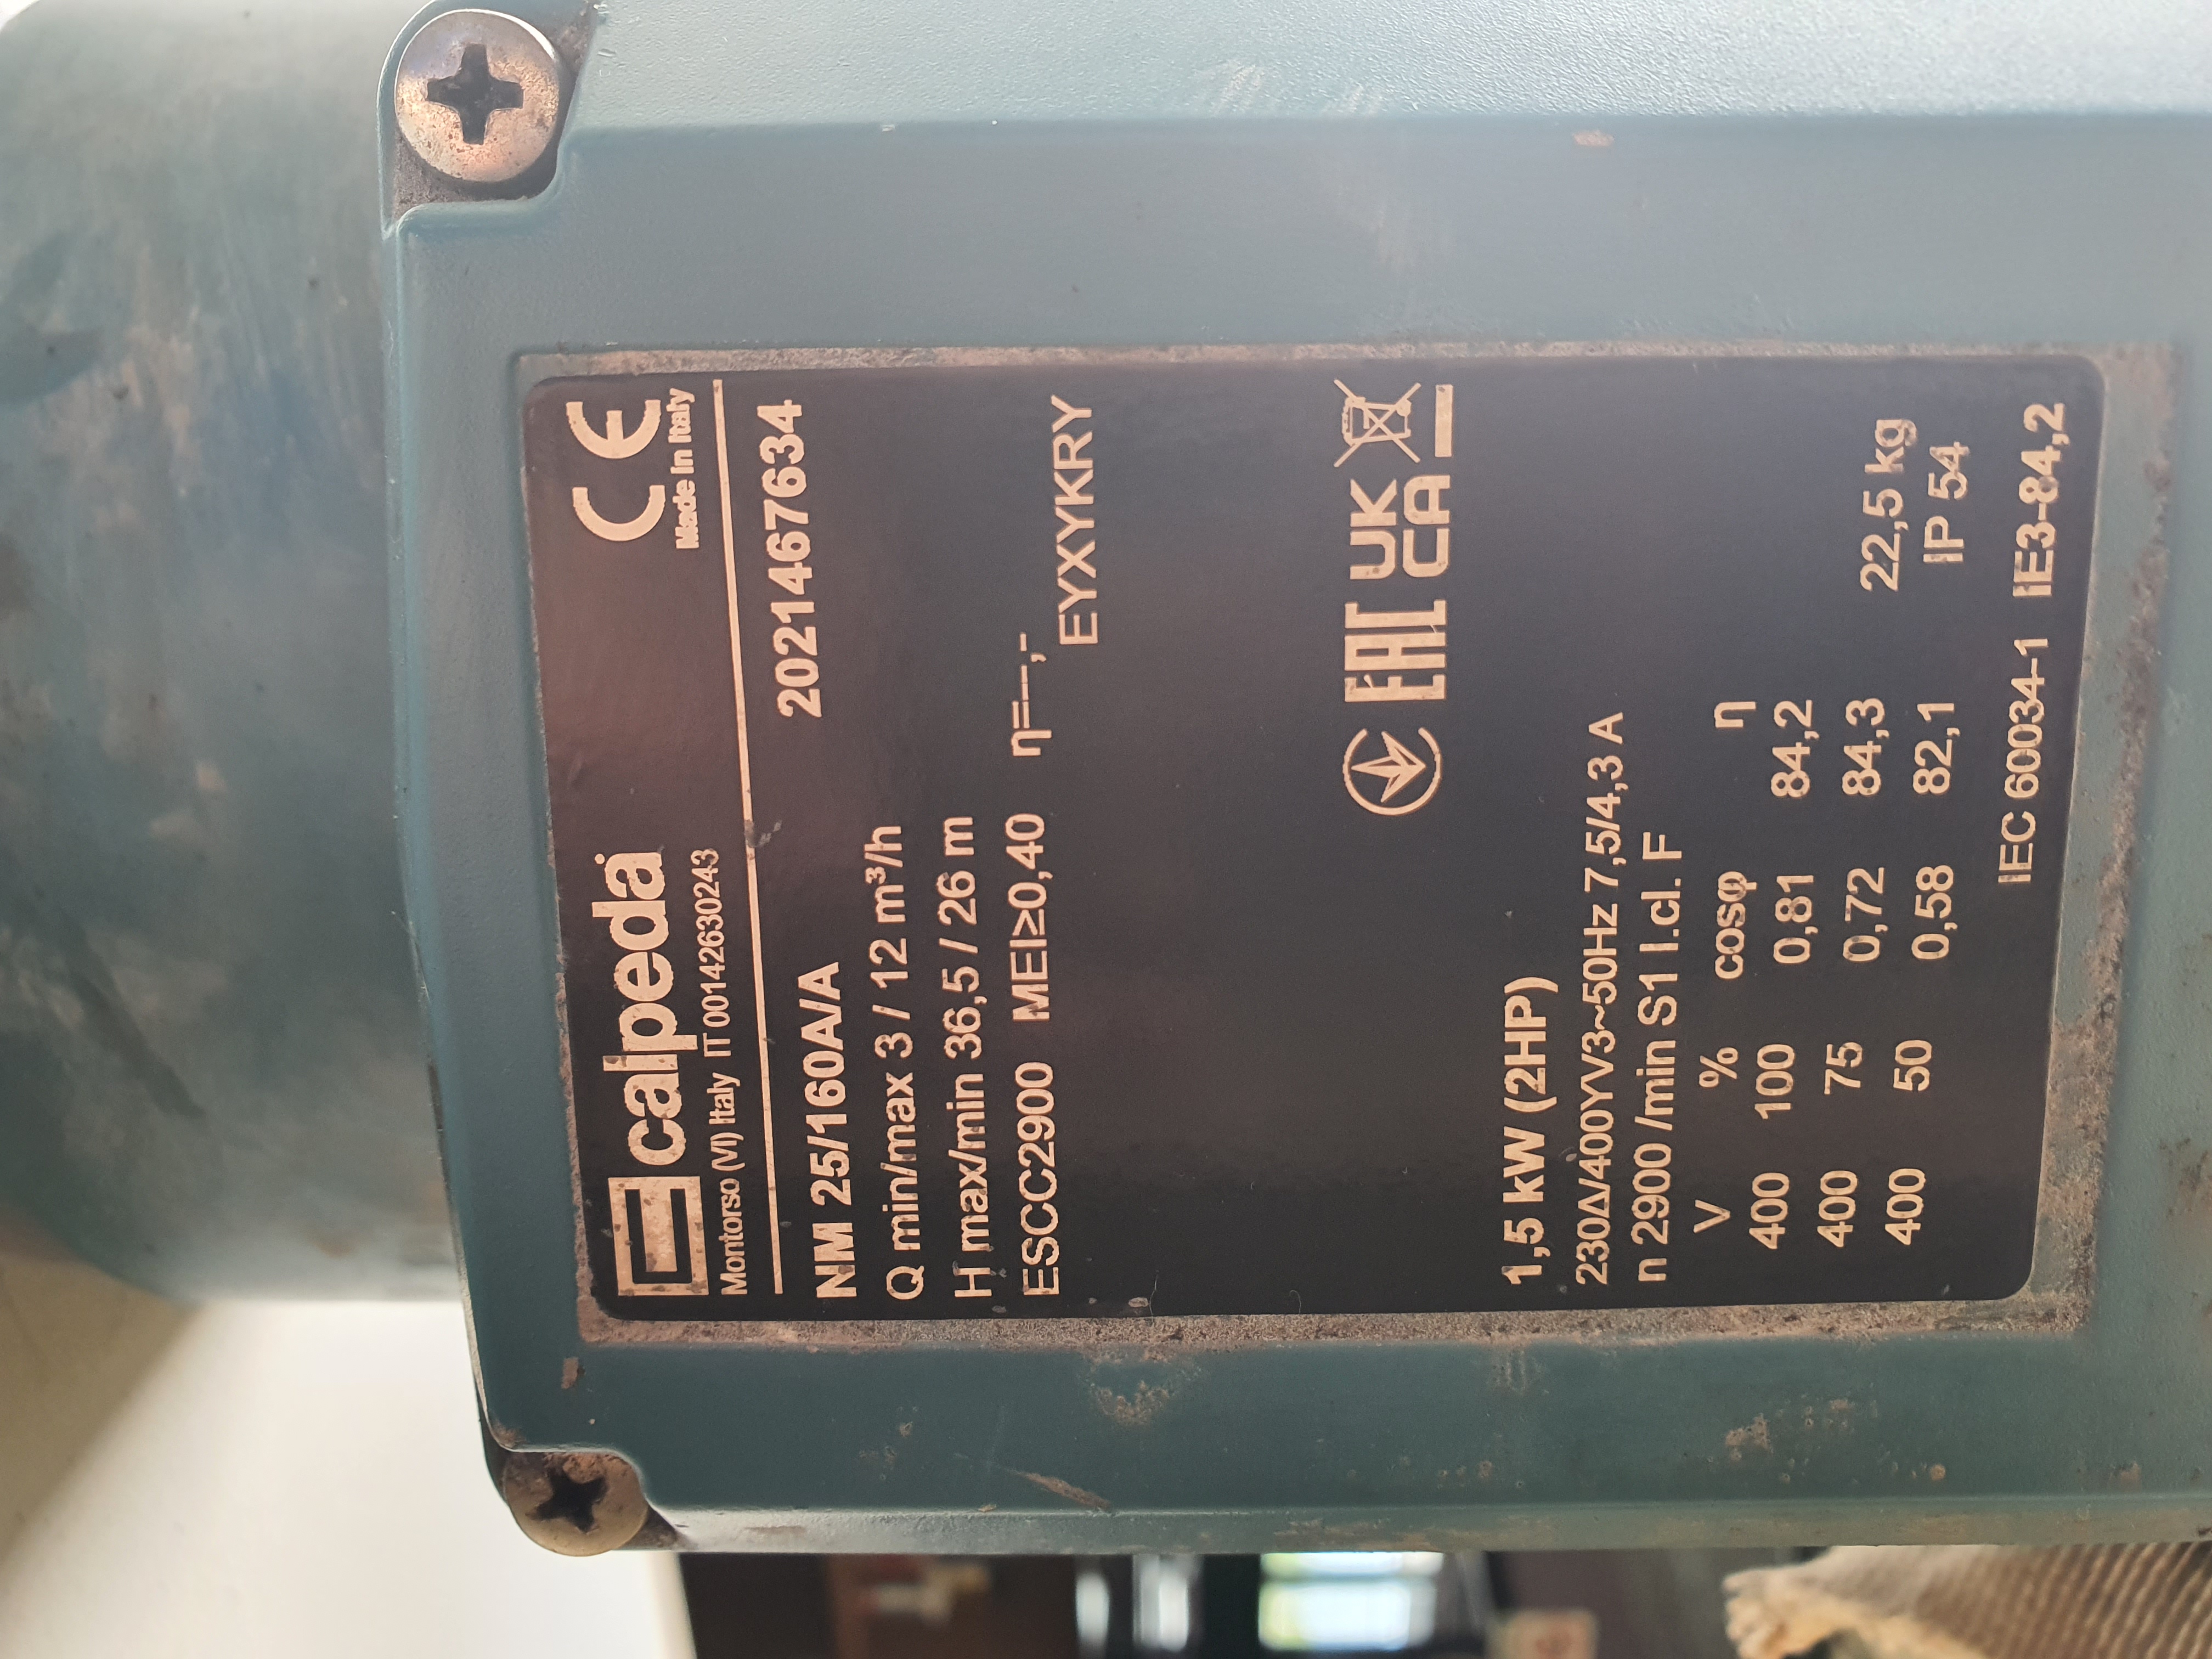 calpeda CE
Montorso (VI) Italy IT 00142630243 Made in Italy
NM 25/160A/A 2021467634
Q min/max 3 / 12 m³/h
H max/min 36,5 / 26 m
ESCC2900 MEI≥0,40 η=--,-
EYXYKRY
EAC UK CA
1,5 kW (2HP)
230Δ/400YV3~50Hz 7,5/4,3 A
n 2900 /min S1 I.cl. F
V % cosφ η
400 100 0,81 84,2
400 75 0,72 84,3 22,5 kg
400 50 0,58 82,1 IP 54
IEC 60034-1 IE3-84,2